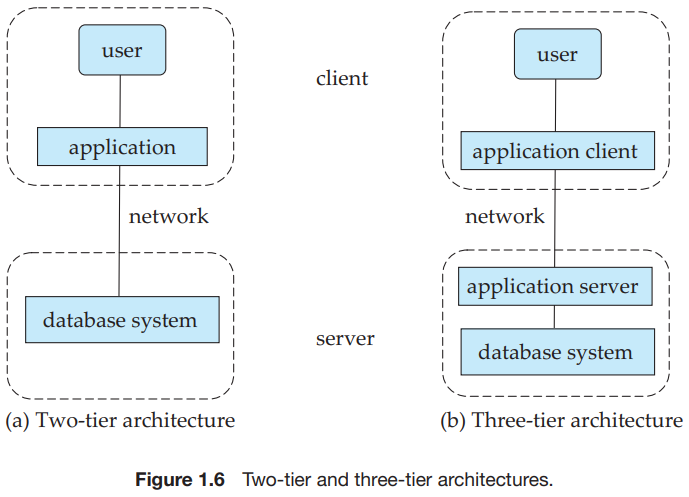 user
application
network
database system
(a) Two-tier architecture
client
server
user
application client
network
application server
database system
(b) Three-tier architecture
Figure 1.6 Two-tier and three-tier architectures.